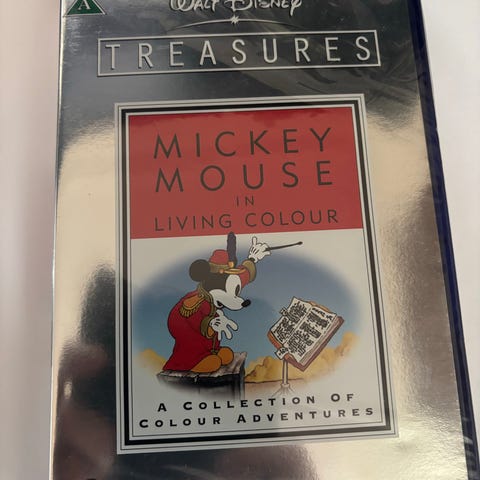 A
WALT DISNEY
TREASURES
MICKEY
MOUSE
IN
LIVING COLOUR
A COLLECTION OF
COLOUR ADVENTURES